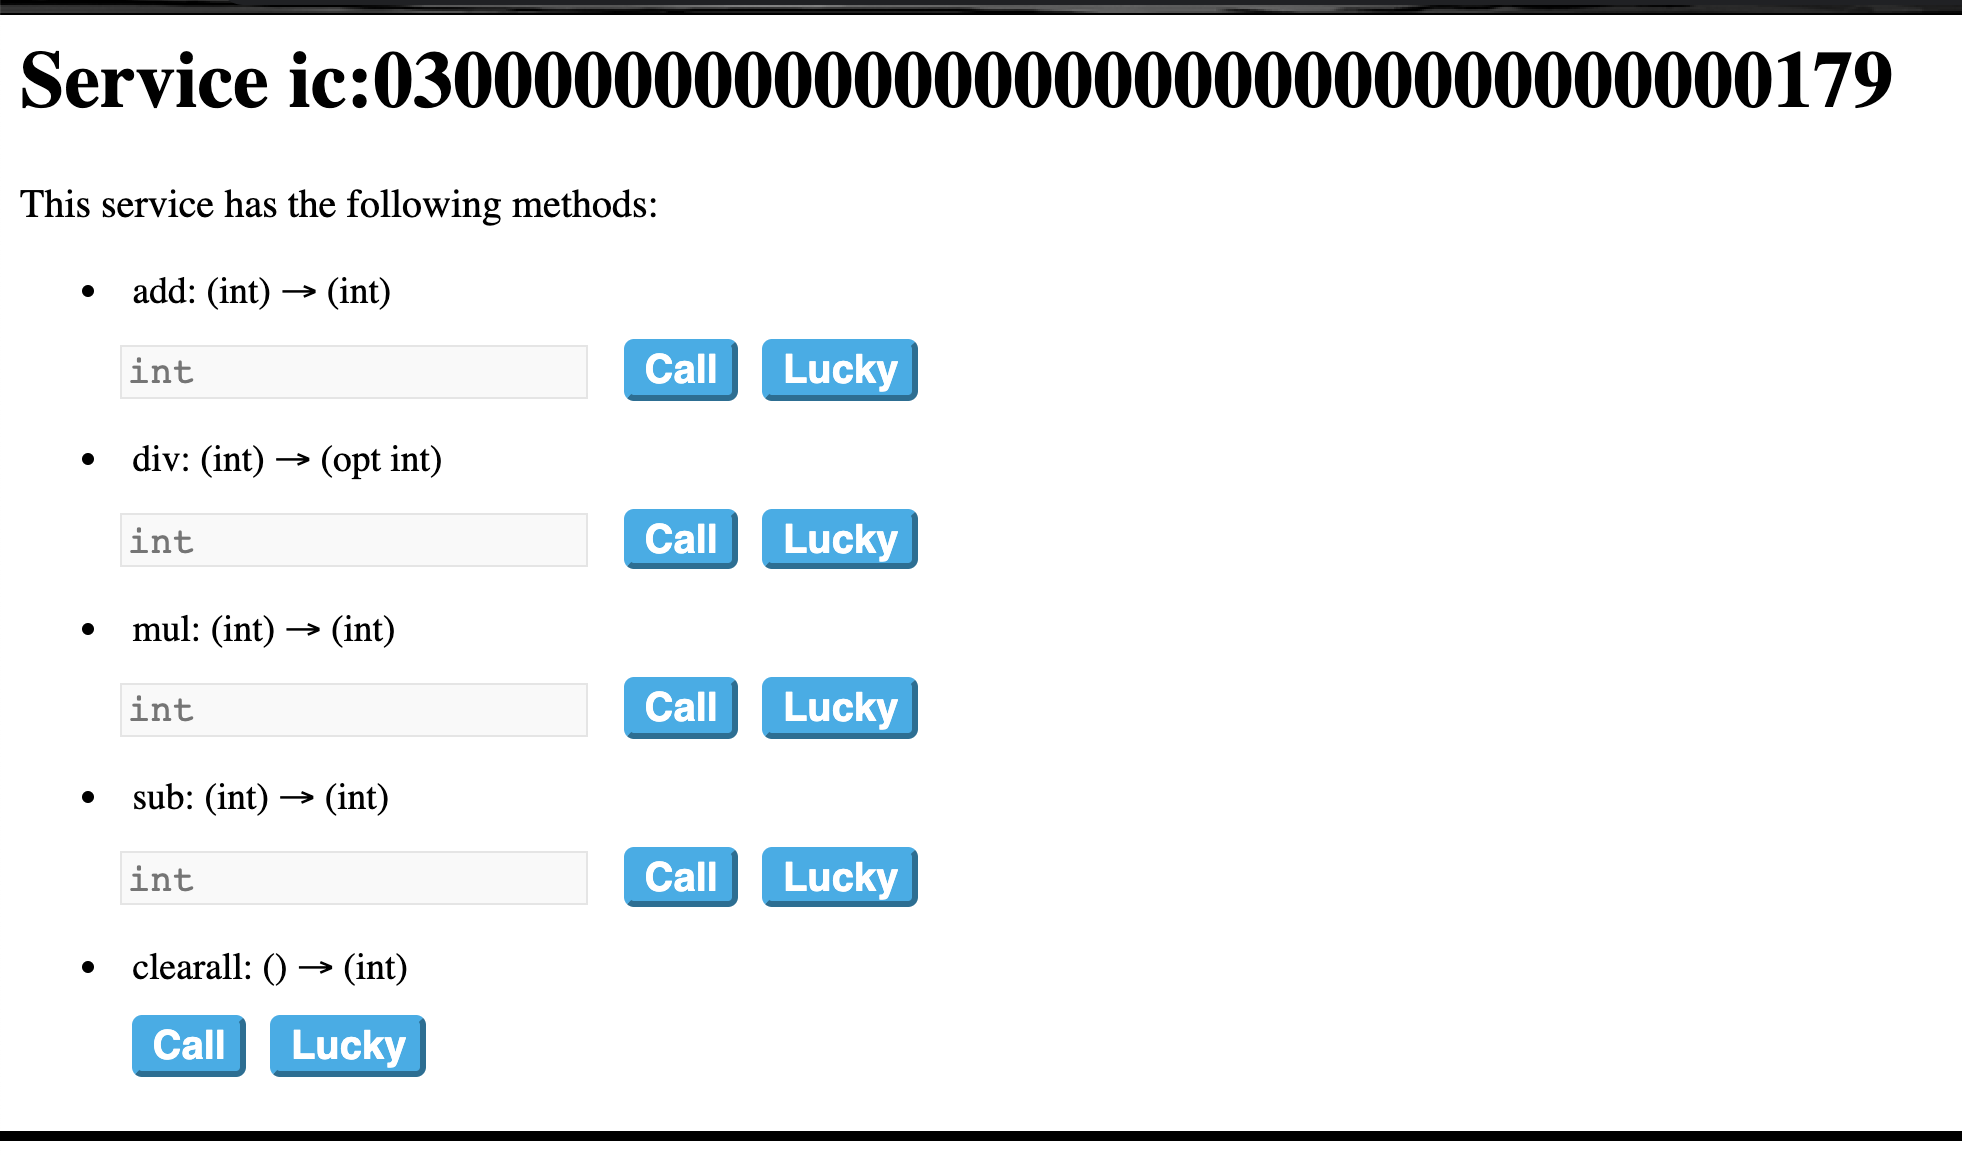 Service ic:03000000000000000000000000000000000179
This service has the following methods:
• add: (int) → (int)
int Call Lucky
• div: (int) → (opt int)
int Call Lucky
• mul: (int) → (int)
int Call Lucky
• sub: (int) → (int)
int Call Lucky
• clearall: () → (int)
Call Lucky